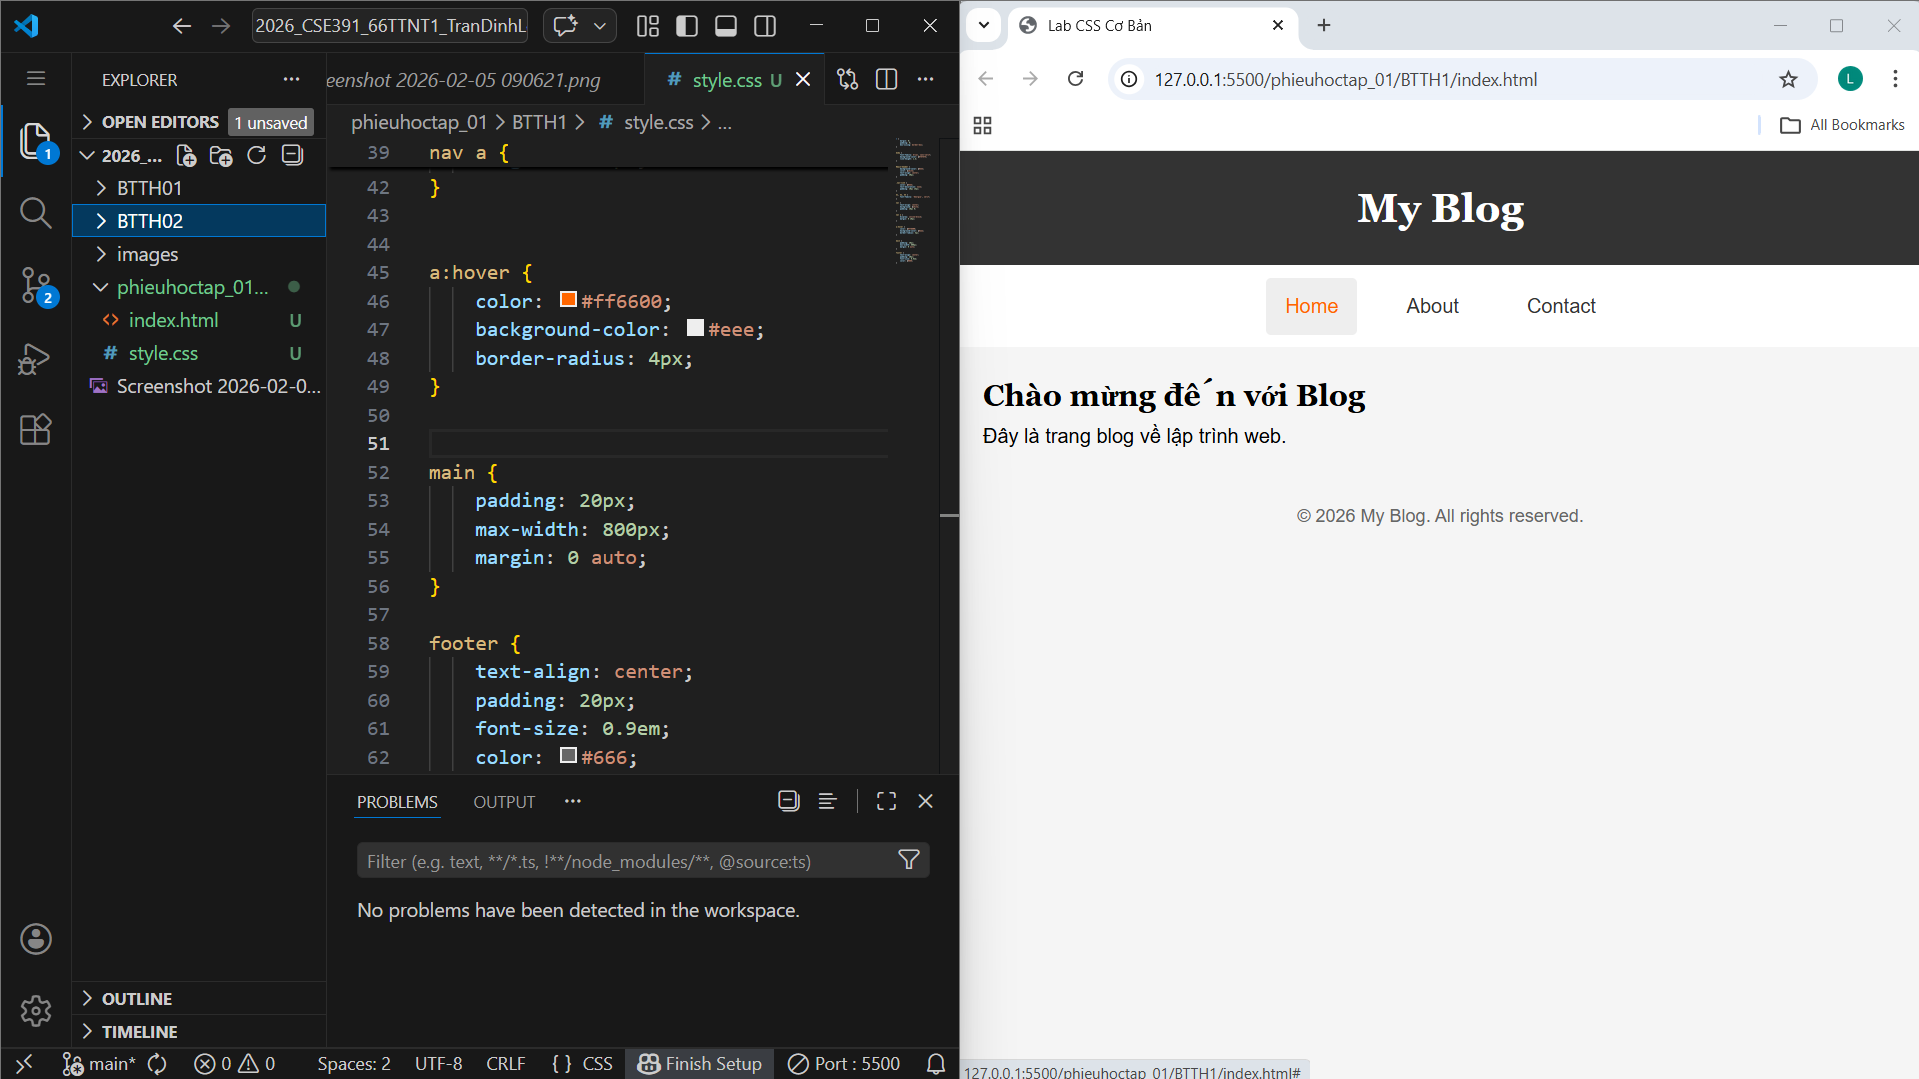 2026_CSE391_66TTNT1_TranDinhL
EXPLORER
OPEN EDITORS
1 unsaved
2026_...
BTTH01
BTTH02
images
phieuhoctap_01...
index.html
U
style.css
U
Screenshot 2026-02-0...
OUTLINE
TIMELINE
1
2
eenshot 2026-02-05 090621.png
# style.css U
phieuhoctap_01 > BTTH1 > # style.css > ...
39 nav a {
42 }
43
44
45 a:hover {
46 color: #ff6600;
47 background-color: #eee;
48 border-radius: 4px;
49 }
50
51
52 main {
53 padding: 20px;
54 max-width: 800px;
55 margin: 0 auto;
56 }
57
58 footer {
59 text-align: center;
60 padding: 20px;
61 font-size: 0.9em;
62 color: #666;
PROBLEMS
OUTPUT
Filter (e.g. text, **/*.ts, !**/node_modules/**, @source:ts)
No problems have been detected in the workspace.
main*
0
0
Spaces: 2
UTF-8
CRLF
{ } CSS
Finish Setup
Port : 5500
Lab CSS Cơ Bản
127.0.0.1:5500/phieuhoctap_01/BTTH1/index.html
L
All Bookmarks
My Blog
Home
About
Contact
Chào mừng đến với Blog
Đây là trang blog về lập trình web.
© 2026 My Blog. All rights reserved.
127.0.0.1:5500/phieuhoctap_01/BTTH1/index.html#